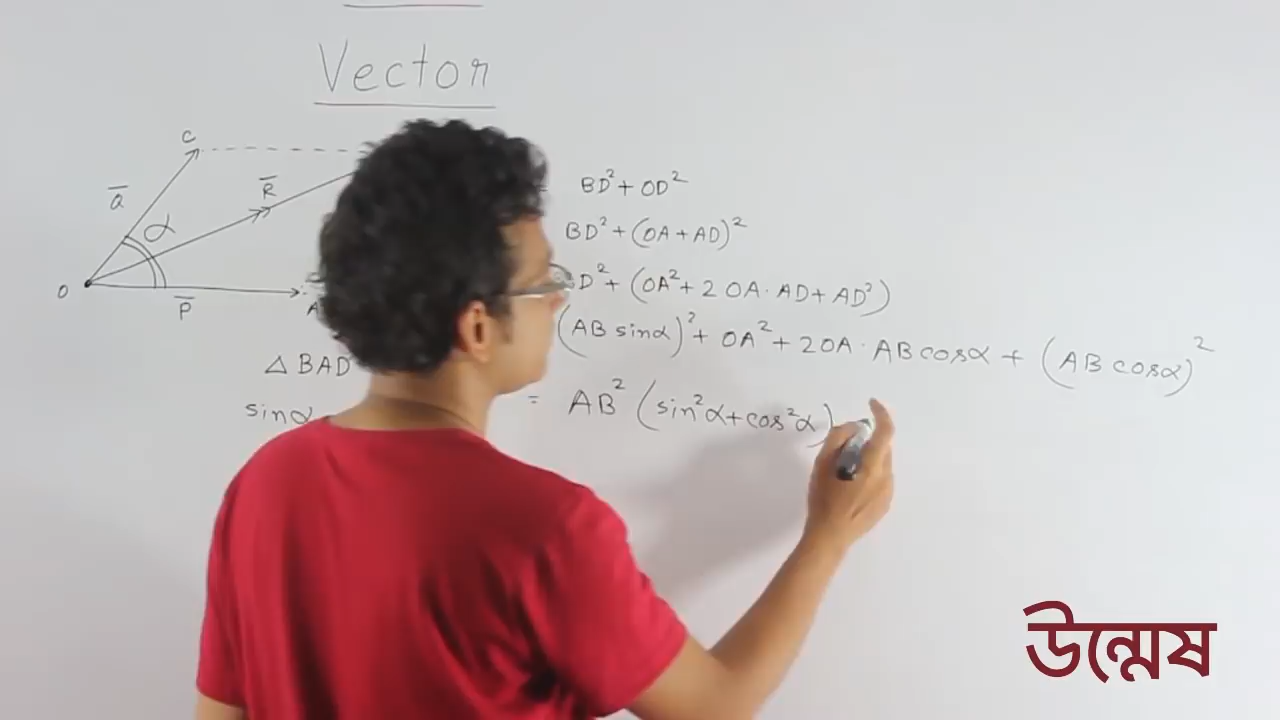 Vector
C
ā
R̄
α
O
P̄
A
BD² + OD²
BD² + (OA + AD)²
D² + (OA² + 2 OA · AD + AD²)
(AB sinα)² + OA² + 2OA · AB cosα + (AB cosα)²
△ BAD
sinα
= AB² (sin²α + cos²α)
উন্মেষ